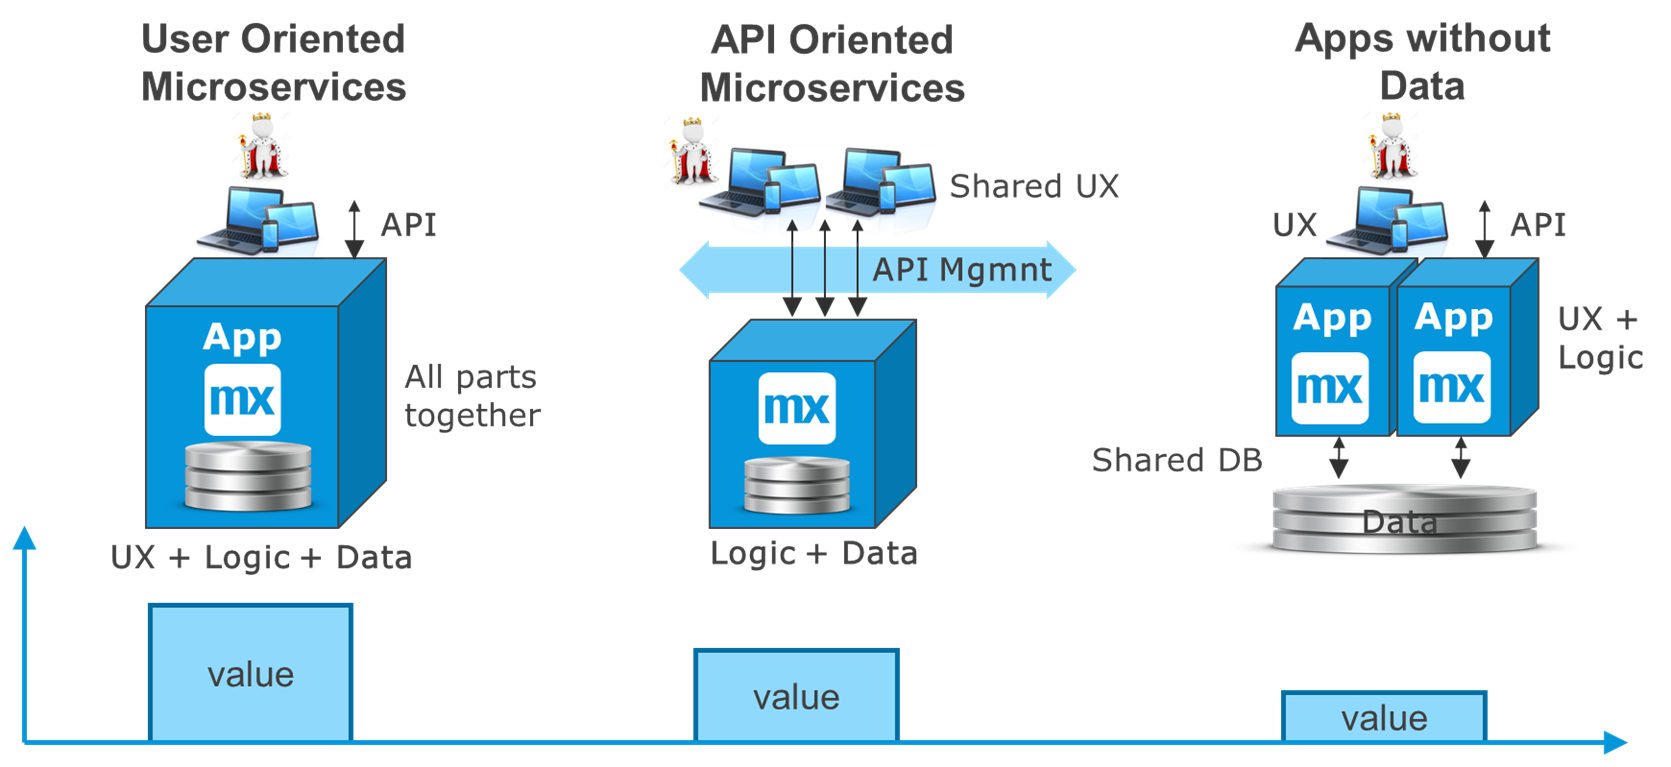 User Oriented
Microservices
API
App
mx
All parts
together
UX + Logic + Data
value
API Oriented
Microservices
Shared UX
API Mgmnt
mx
Logic + Data
value
Apps without
Data
UX
API
App
App
mx
mx
UX +
Logic
Shared DB
Data
value